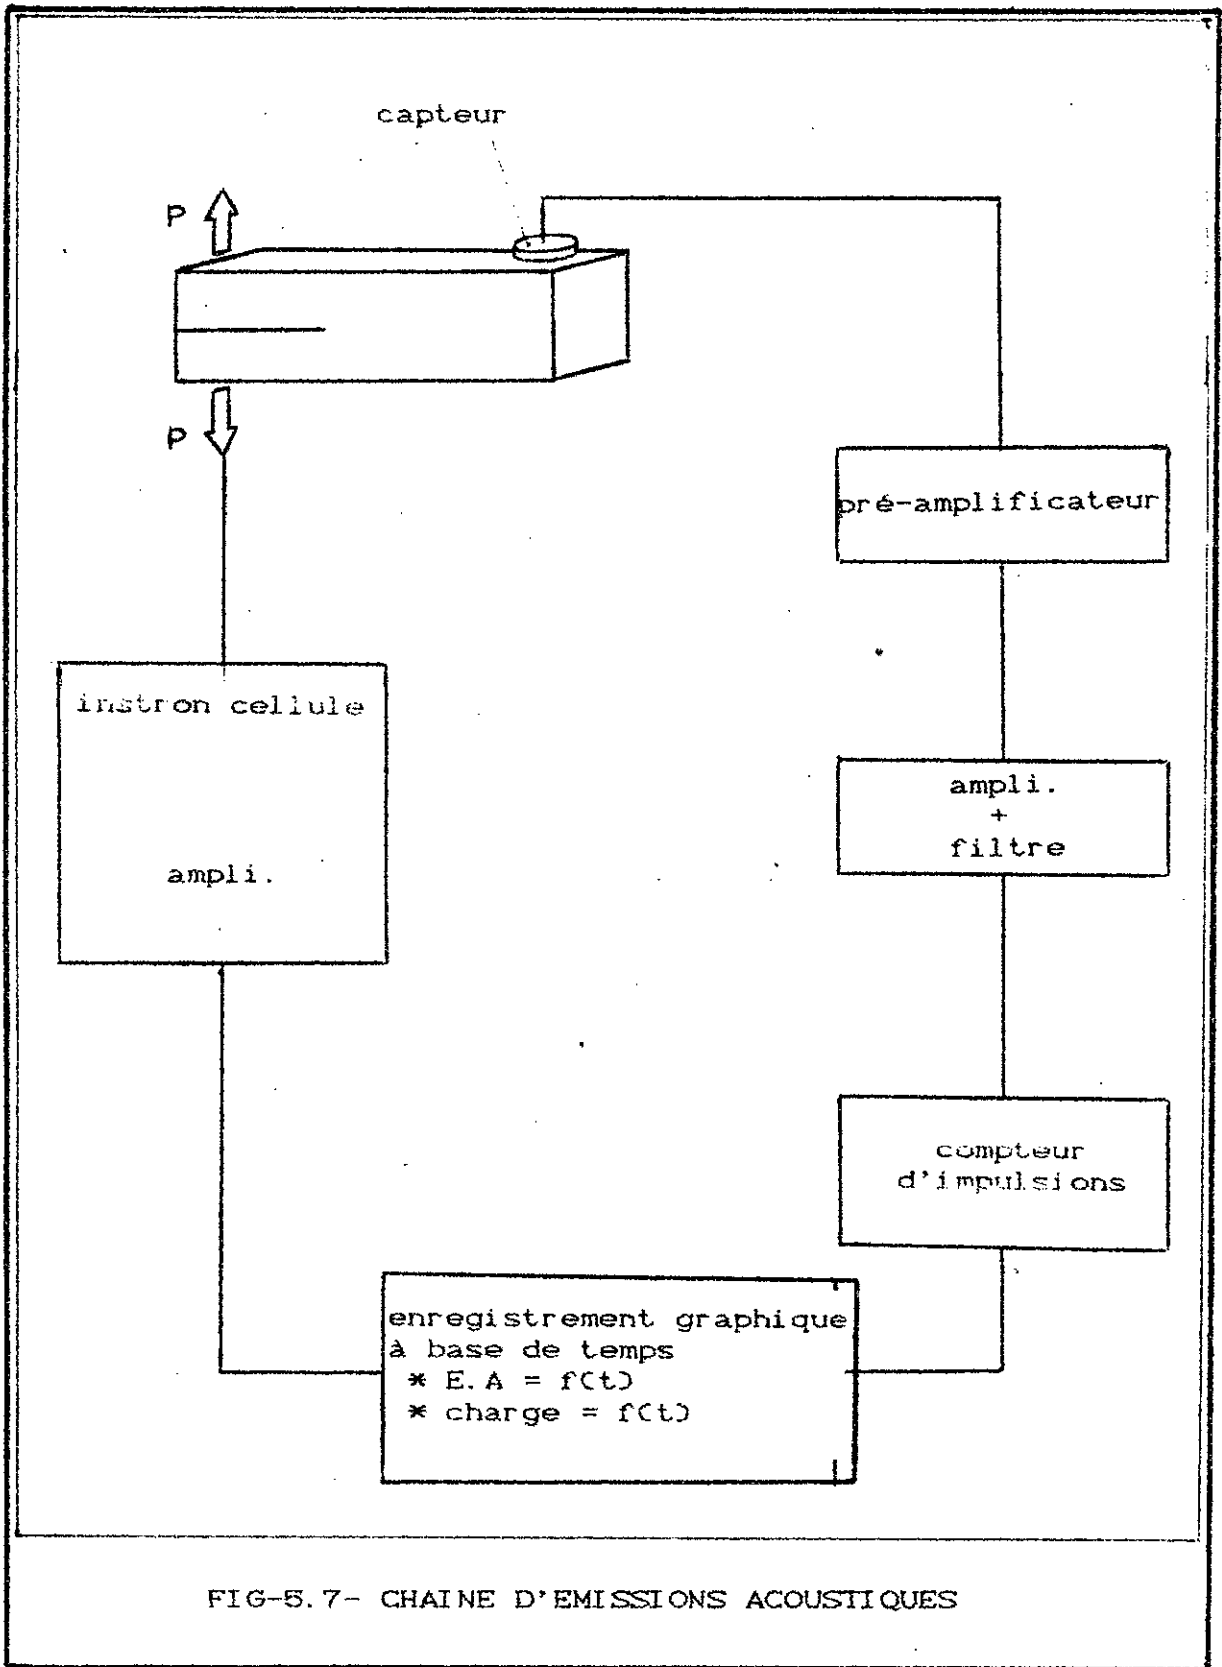 capteur
P
P
pré-amplificateur
instron cellule
ampli.
ampli.
+
filtre
compteur
d'impulsions
enregistrement graphique
à base de temps
* E.A = f(t)
* charge = f(t)
FIG-5.7- CHAINE D'EMISSIONS ACOUSTIQUES